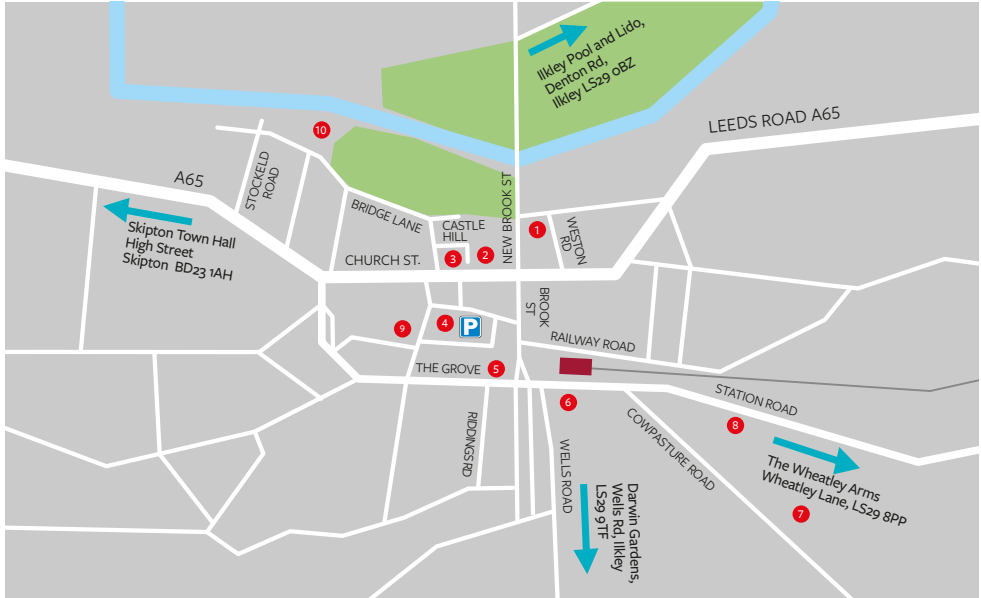 Ilkley Pool and Lido,
Denton Rd,
Ilkley LS29 0BZ
LEEDS ROAD A65
10
A65
STOCKELD
ROAD
BRIDGE LANE
CASTLE
HILL
NEW BROOK ST
1
WESTON
RD
2
3
CHURCH ST.
Skipton Town Hall
High Street
Skipton BD23 1AH
BROOK
ST
9
4
P
RAILWAY ROAD
THE GROVE
5
6
STATION ROAD
8
COWPASTURE ROAD
RIDDINGS RD
WELLS ROAD
The Wheatley Arms
Wheatley Lane, LS29 8PP
7
Darwin Gardens,
Wells Rd, Ilkley
LS29 9TF